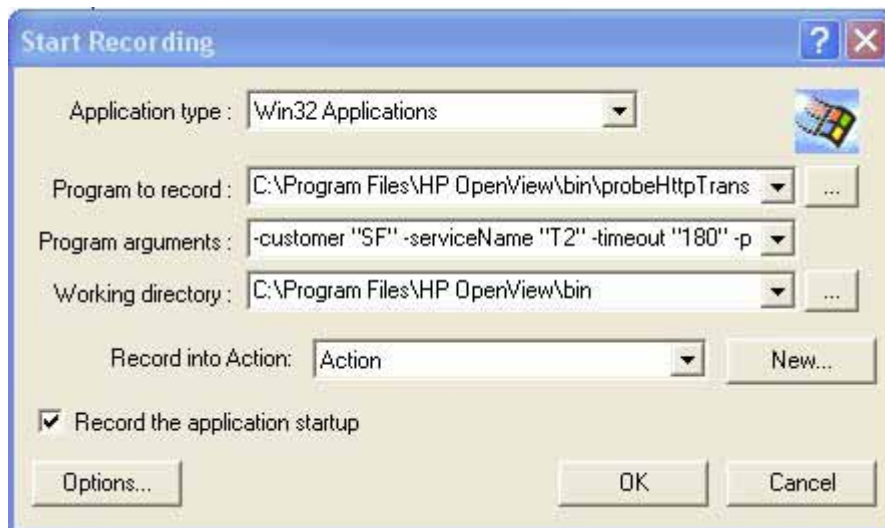 Start Recording
Application type : Win32 Applications
Program to record : C:\Program Files\HP OpenView\bin\probeHttpTrans ...
Program arguments : -customer "SF" -serviceName "T2" -timeout "180" -p
Working directory : C:\Program Files\HP OpenView\bin ...
Record into Action: Action New...
Record the application startup
Options... OK Cancel